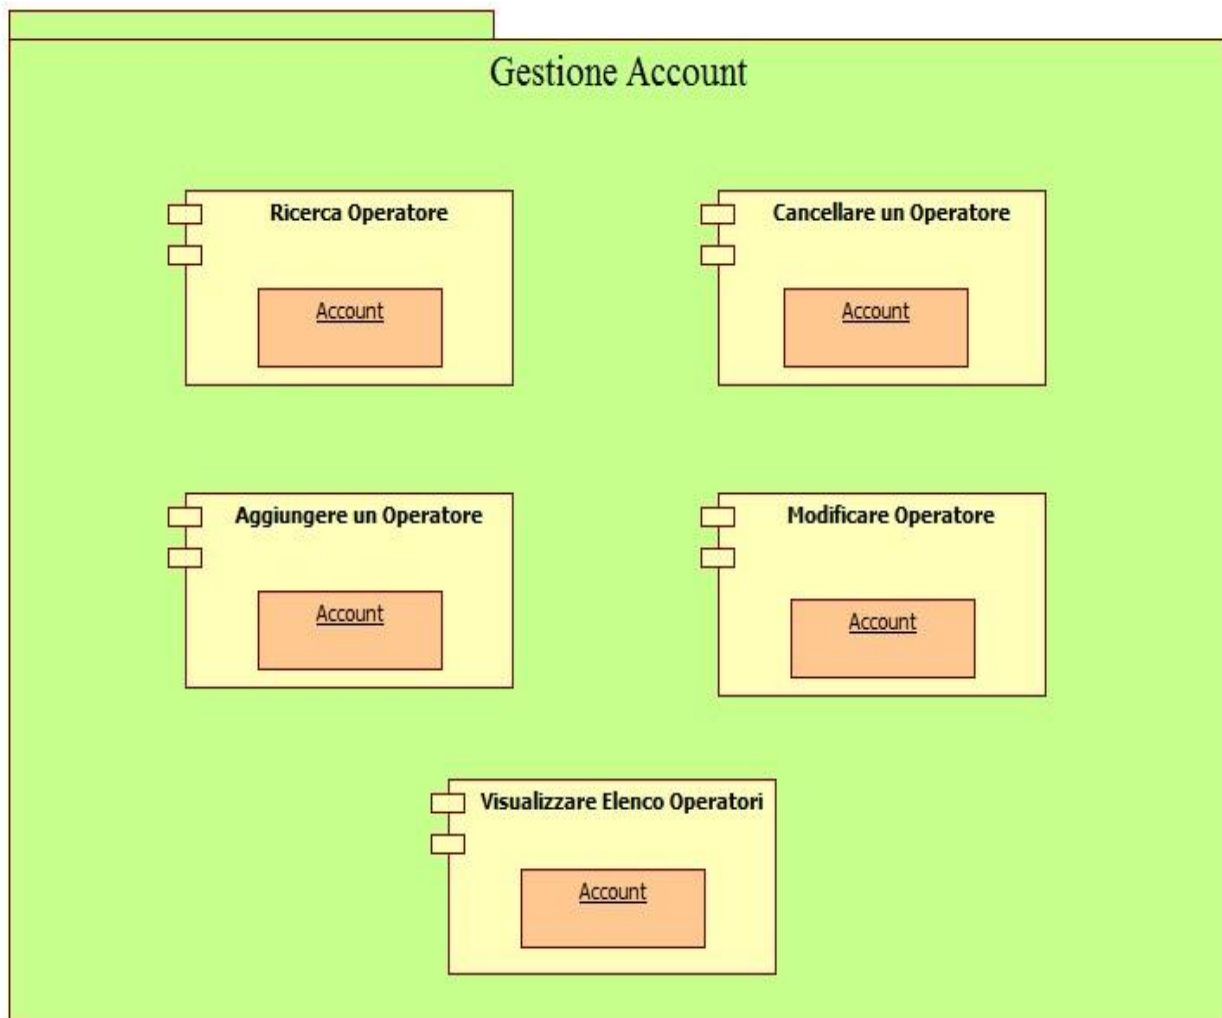 Gestione Account
Ricerca Operatore
Account
Cancellare un Operatore
Account
Aggiungere un Operatore
Account
Modificare Operatore
Account
Visualizzare Elenco Operatori
Account